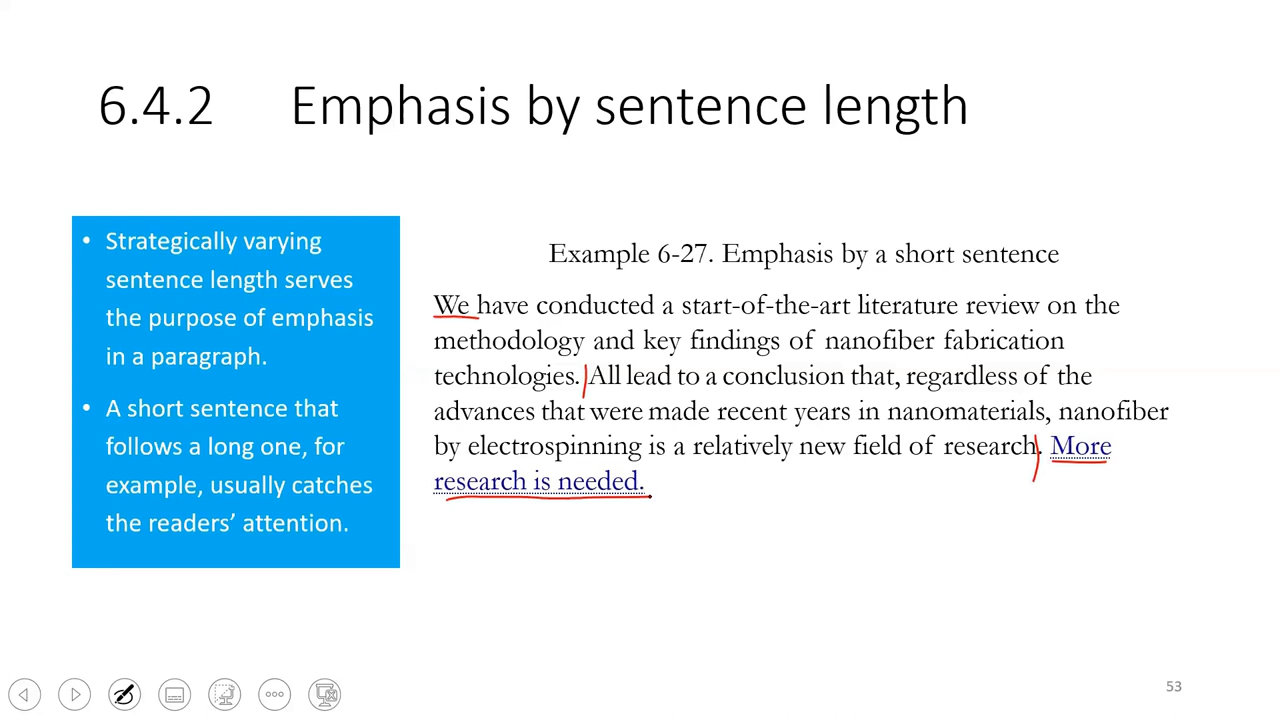 6.4.2 Emphasis by sentence length
• Strategically varying
sentence length serves
the purpose of emphasis
in a paragraph.
• A short sentence that
follows a long one, for
example, usually catches
the readers’ attention.
Example 6-27. Emphasis by a short sentence
We have conducted a start-of-the-art literature review on the
methodology and key findings of nanofiber fabrication
technologies. All lead to a conclusion that, regardless of the
advances that were made recent years in nanomaterials, nanofiber
by electrospinning is a relatively new field of research. More
research is needed.
53